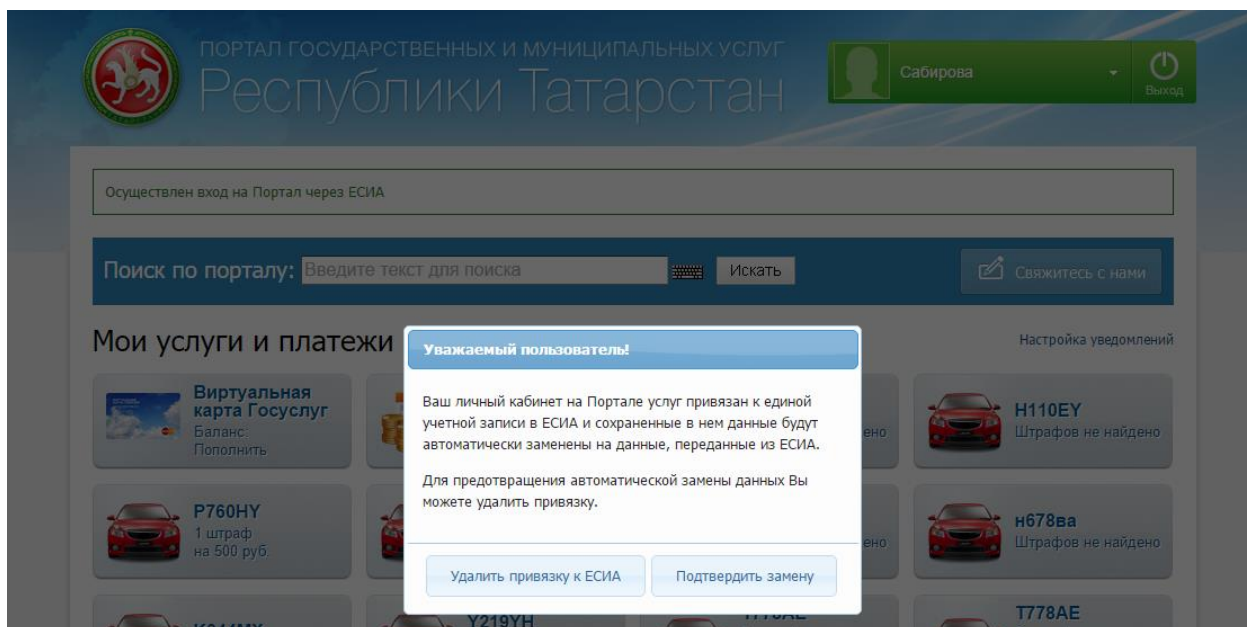 ПОРТАЛ ГОСУДАРСТВЕННЫХ И МУНИЦИПАЛЬНЫХ УСЛУГ
Республики Татарстан
Сабирова
Выход
Осуществлен вход на Портал через ЕСИА
Поиск по порталу: Введите текст для поиска Искать Свяжитесь с нами
Мои услуги и платежи
Настройка уведомлений
Уважаемый пользователь!
Ваш личный кабинет на Портале услуг привязан к единой
учетной записи в ЕСИА и сохраненные в нем данные будут
автоматически заменены на данные, переданные из ЕСИА.
Для предотвращения автоматической замены данных Вы
можете удалить привязку.
Удалить привязку к ЕСИА Подтвердить замену
Виртуальная
карта Госуслуг
Баланс:
Пополнить
Н110ЕУ
Штрафов не найдено
Р760НУ
1 штраф
на 500 руб.
н678ва
Штрафов не найдено
У219УН
Т778АЕ